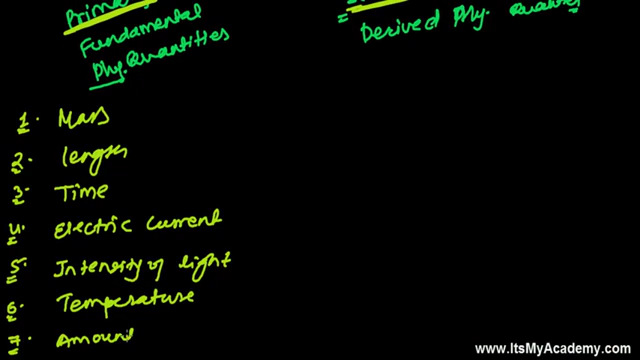 Fundamental
Phy. Quantities
Derived Phy.
1. Mass
2. length
3. Time
4. Electric Current
5. Intensity of light
6. Temperature
7. Amount
www.ItsMyAcademy.com